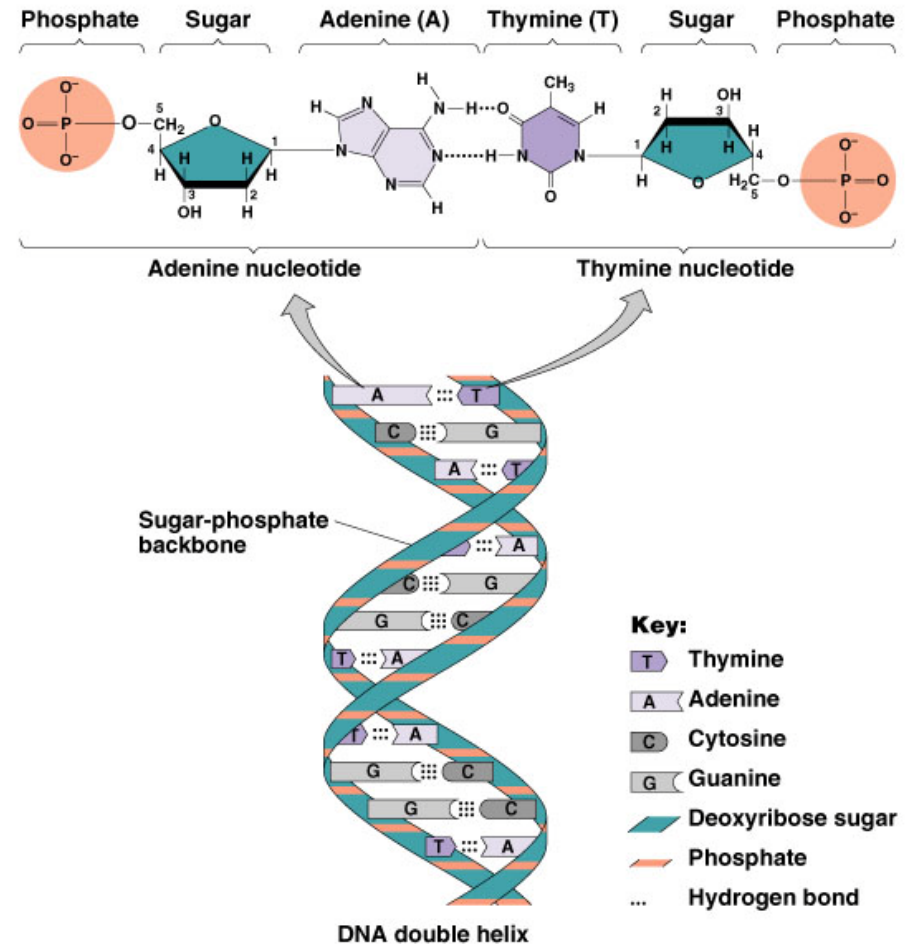 Phosphate Sugar Adenine (A) Thymine (T) Sugar Phosphate
H CH3 H OH
O– H N N H O H 2 3 O–
O P O 5 CH2 O H N H O H H H H O P O
O– 4 H H 1 N N H N N 1 4 O–
H 3 2 H N O H O H2C 5
OH H H
Adenine nucleotide Thymine nucleotide
A T
C G
A T
Sugar-phosphate
backbone
A
C G
G C
T A
T A
G C
G C
T A
Key:
T Thymine
A Adenine
C Cytosine
G Guanine
Deoxyribose sugar
Phosphate
Hydrogen bond
DNA double helix